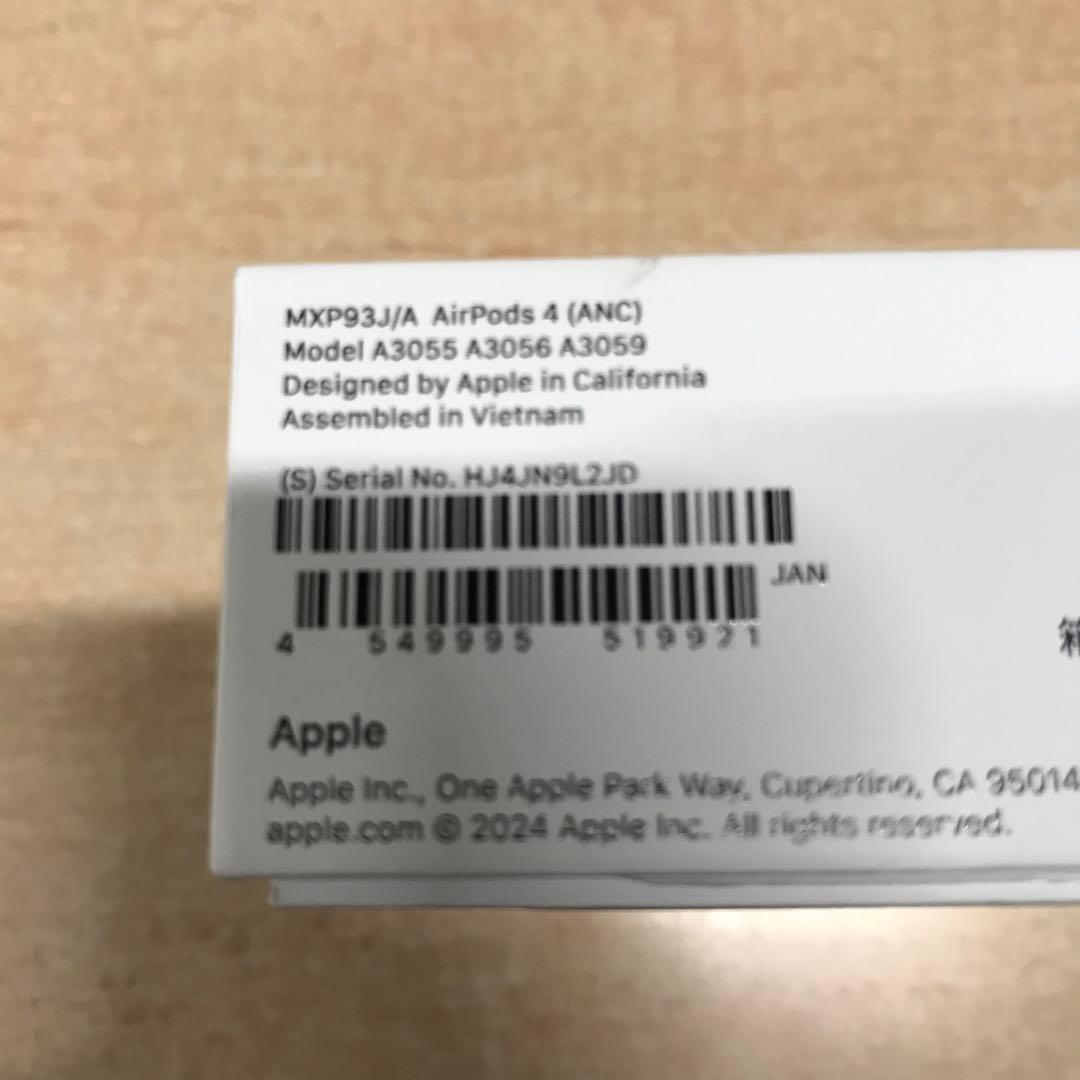 MXP93J/A AirPods 4 (ANC)
Model A3055 A3056 A3059
Designed by Apple in California
Assembled in Vietnam
(S) Serial No. HJ4JN9L2JD
JAN
4 549995 519921
箱
Apple
Apple Inc., One Apple Park Way, Cupertino, CA 95014
apple.com © 2024 Apple Inc. All rights reserved.